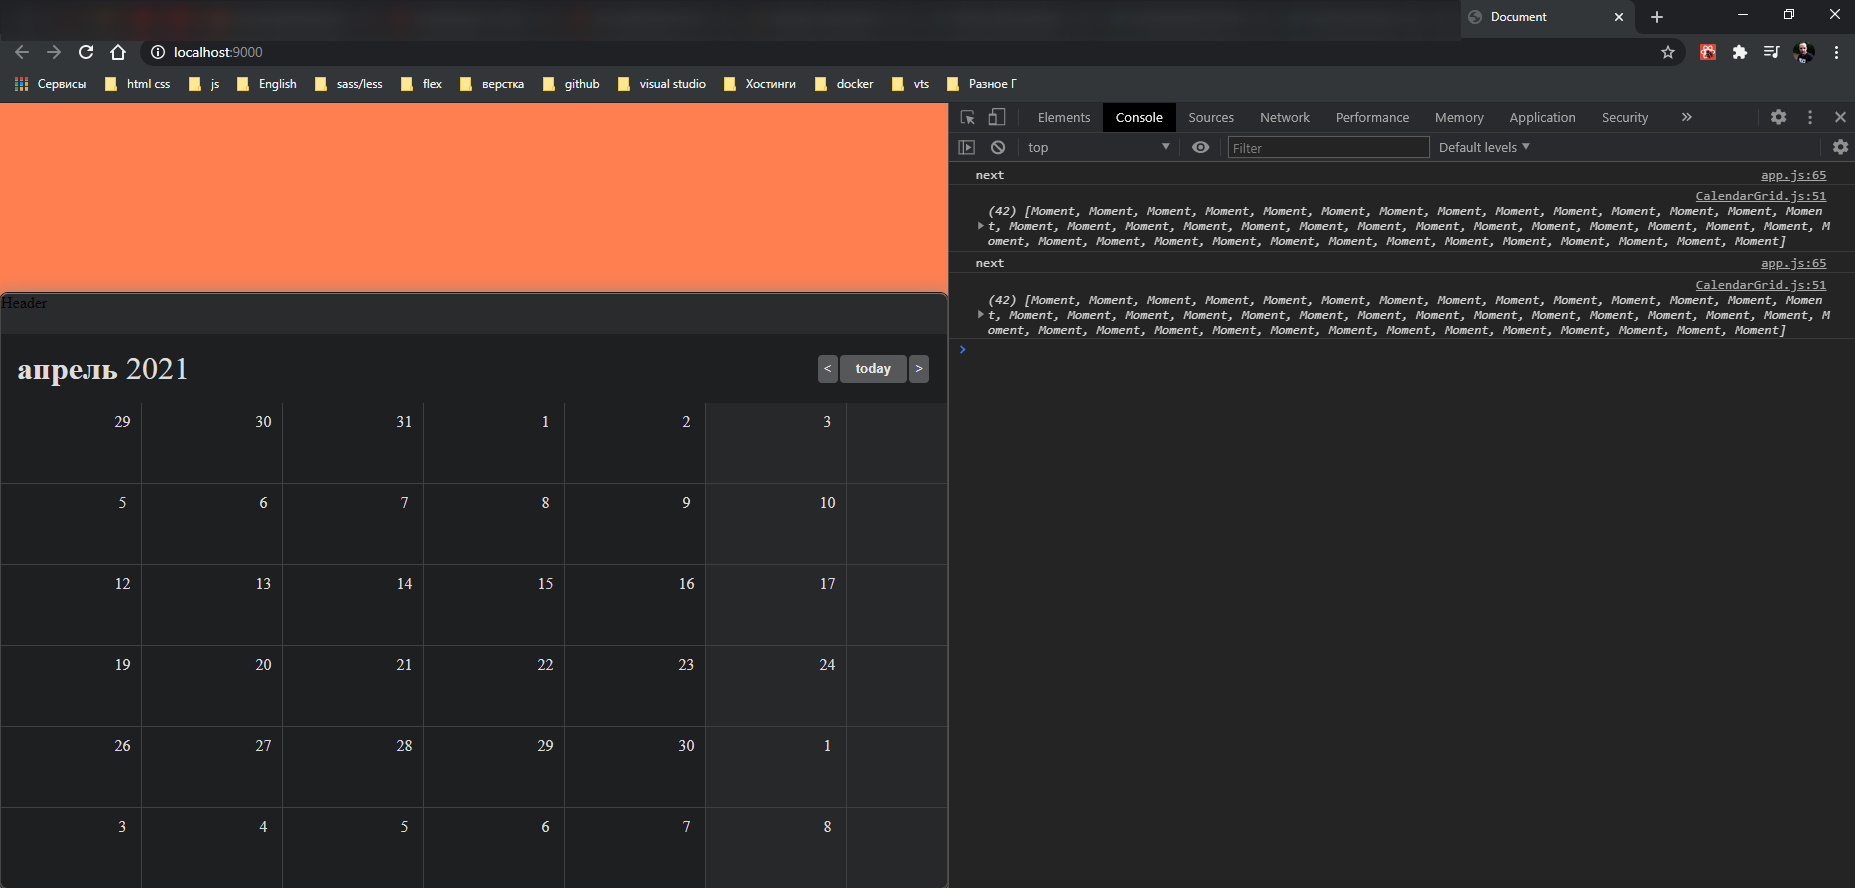 Document
localhost:9000
Сервисы html css js English sass/less flex верстка github visual studio Хостинги docker vts Разное Г
Elements Console Sources Network Performance Memory Application Security »
top Filter Default levels
next app.js:65
CalendarGrid.js:51
(42) [Moment, Moment, Moment, Moment, Moment, Moment, Moment, Moment, Moment, Moment, Moment, Moment, Moment, Momen
t, Moment, Moment, Moment, Moment, Moment, Moment, Moment, Moment, Moment, Moment, Moment, Moment, Moment, Moment, M
oment, Moment, Moment, Moment, Moment, Moment, Moment, Moment, Moment, Moment, Moment, Moment, Moment, Moment]
next app.js:65
CalendarGrid.js:51
(42) [Moment, Moment, Moment, Moment, Moment, Moment, Moment, Moment, Moment, Moment, Moment, Moment, Moment, Momen
t, Moment, Moment, Moment, Moment, Moment, Moment, Moment, Moment, Moment, Moment, Moment, Moment, Moment, Moment, M
oment, Moment, Moment, Moment, Moment, Moment, Moment, Moment, Moment, Moment, Moment, Moment, Moment, Moment]
Header
апрель 2021 < today >
29 30 31 1 2 3
5 6 7 8 9 10
12 13 14 15 16 17
19 20 21 22 23 24
26 27 28 29 30 1
3 4 5 6 7 8